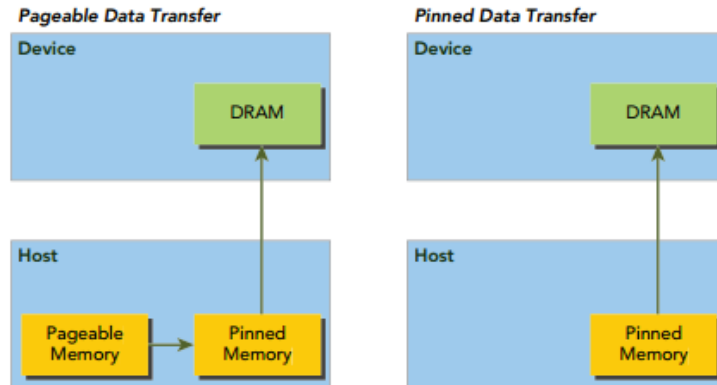 Pageable Data Transfer
Device
DRAM
Host
Pageable
Memory
Pinned
Memory
Pinned Data Transfer
Device
DRAM
Host
Pinned
Memory